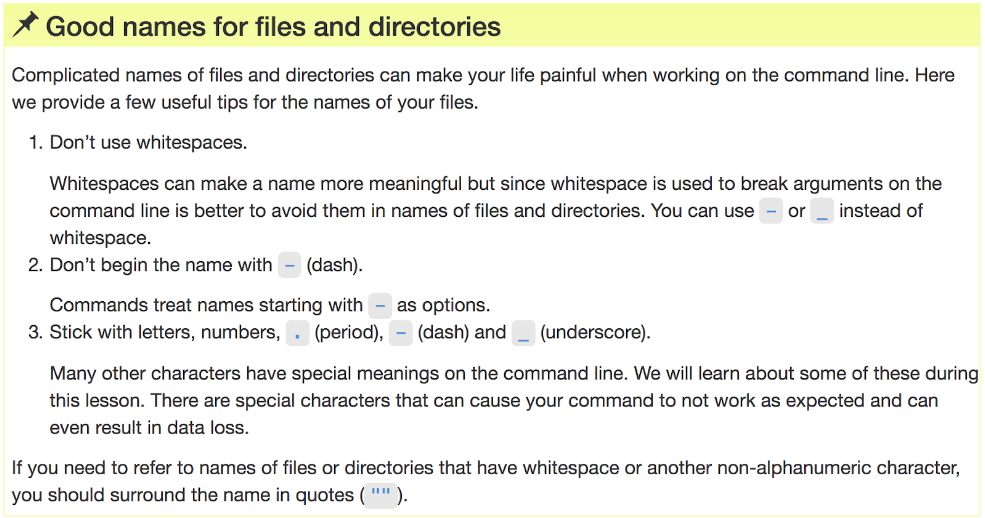 Good names for files and directories
Complicated names of files and directories can make your life painful when working on the command line. Here
we provide a few useful tips for the names of your files.
1. Don’t use whitespaces.
Whitespaces can make a name more meaningful but since whitespace is used to break arguments on the
command line is better to avoid them in names of files and directories. You can use - or _ instead of
whitespace.
2. Don’t begin the name with - (dash).
Commands treat names starting with - as options.
3. Stick with letters, numbers, . (period), - (dash) and _ (underscore).
Many other characters have special meanings on the command line. We will learn about some of these during
this lesson. There are special characters that can cause your command to not work as expected and can
even result in data loss.
If you need to refer to names of files or directories that have whitespace or another non-alphanumeric character,
you should surround the name in quotes ( "" ).